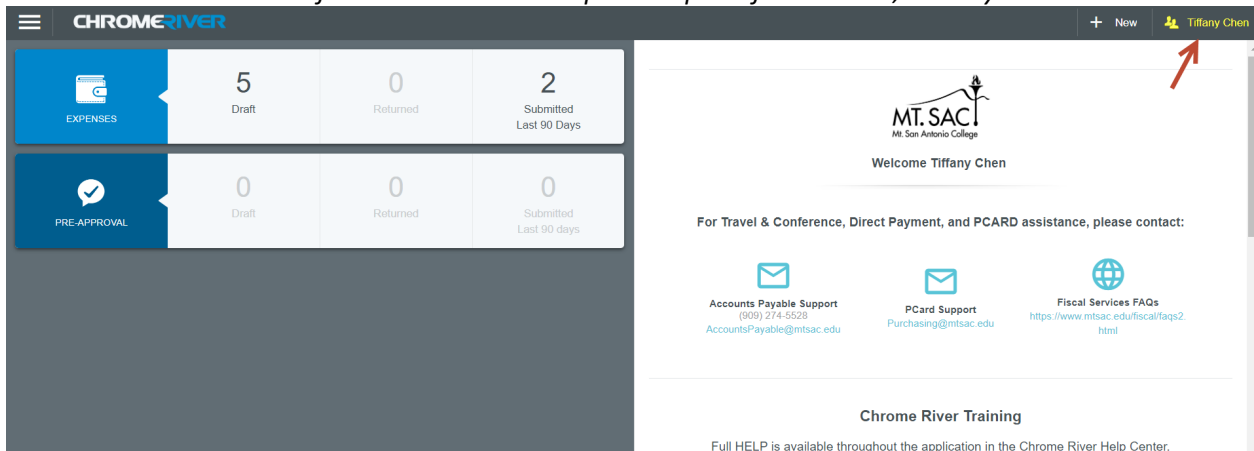 CHROMERIVER
+ New
Tiffany Chen
EXPENSES
5
Draft
0
Returned
2
Submitted
Last 90 Days
PRE-APPROVAL
0
Draft
0
Returned
0
Submitted
Last 90 days
MT. SAC
Mt. San Antonio College
Welcome Tiffany Chen
For Travel & Conference, Direct Payment, and PCARD assistance, please contact:
Accounts Payable Support
(909) 274-5528
AccountsPayable@mtsac.edu
PCard Support
Purchasing@mtsac.edu
Fiscal Services FAQs
https://www.mtsac.edu/fiscal/faqs2.
html
Chrome River Training
Full HELP is available throughout the application in the Chrome River Help Center.